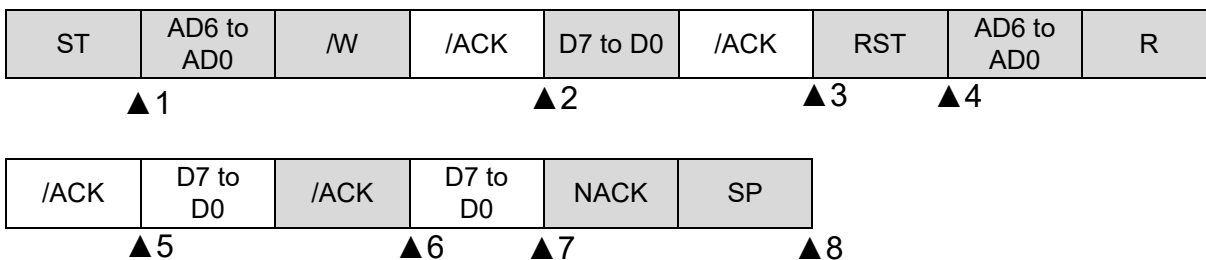 ST AD6 to AD0 /W /ACK D7 to D0 /ACK RST AD6 to AD0 R
▲1 ▲2 ▲3 ▲4
/ACK D7 to D0 /ACK D7 to D0 NACK SP
▲5 ▲6 ▲7 ▲8